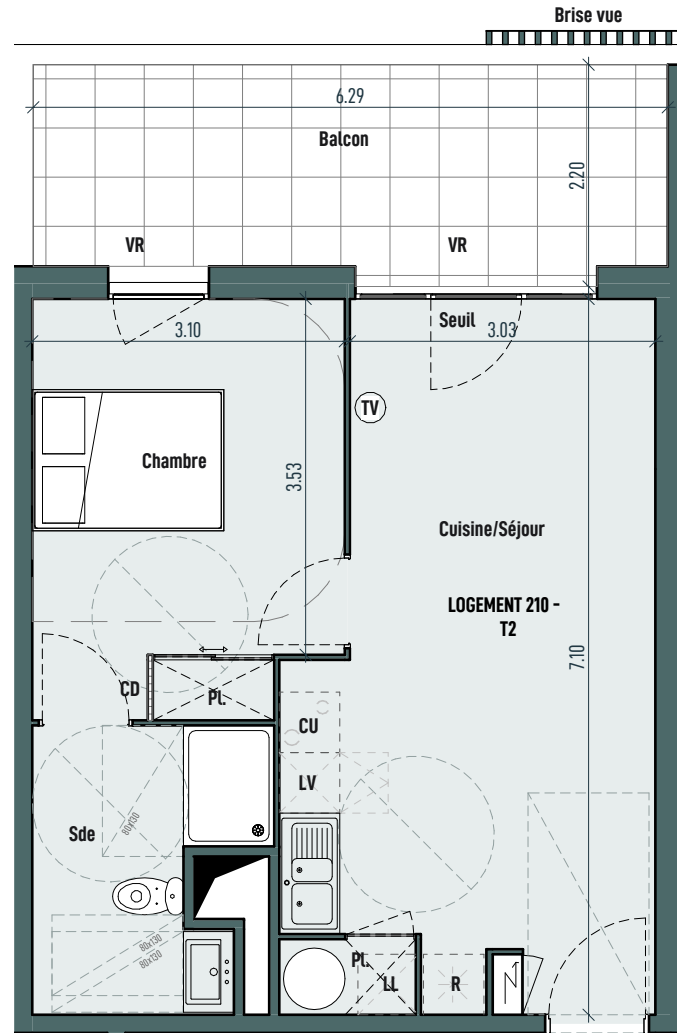 Brise vue
6.29
Balcon
2.20
VR
VR
Seuil
3.10
3.03
TV
Chambre
3.53
Cuisine/Séjour
LOGEMENT 210 -
T2
7.10
CD
Pl.
CU
LV
80x130
Sde
80x130
80x130
Pl.
LL
R